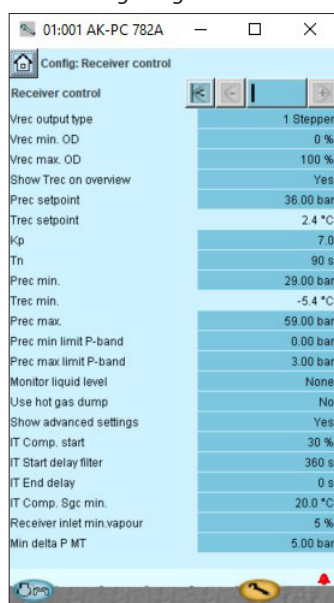 01:001 AK-PC 782A
Config: Receiver control
Receiver control
Vrec output type 1 Stepper
Vrec min. OD 0 %
Vrec max. OD 100 %
Show Trec on overview Yes
Prec setpoint 36.00 bar
Trec setpoint 2.4 °C
Kp 7.0
Tn 90 s
Prec min. 29.00 bar
Trec min. -5.4 °C
Prec max. 59.00 bar
Prec min limit P-band 0.00 bar
Prec max limit P-band 3.00 bar
Monitor liquid level None
Use hot gas dump No
Show advanced settings Yes
IT Comp. start 30 %
IT Start delay filter 360 s
IT End delay 0 s
IT Comp. Sgc min. 20.0 °C
Receiver inlet min.vapour 5 %
Min delta P MT 5.00 bar